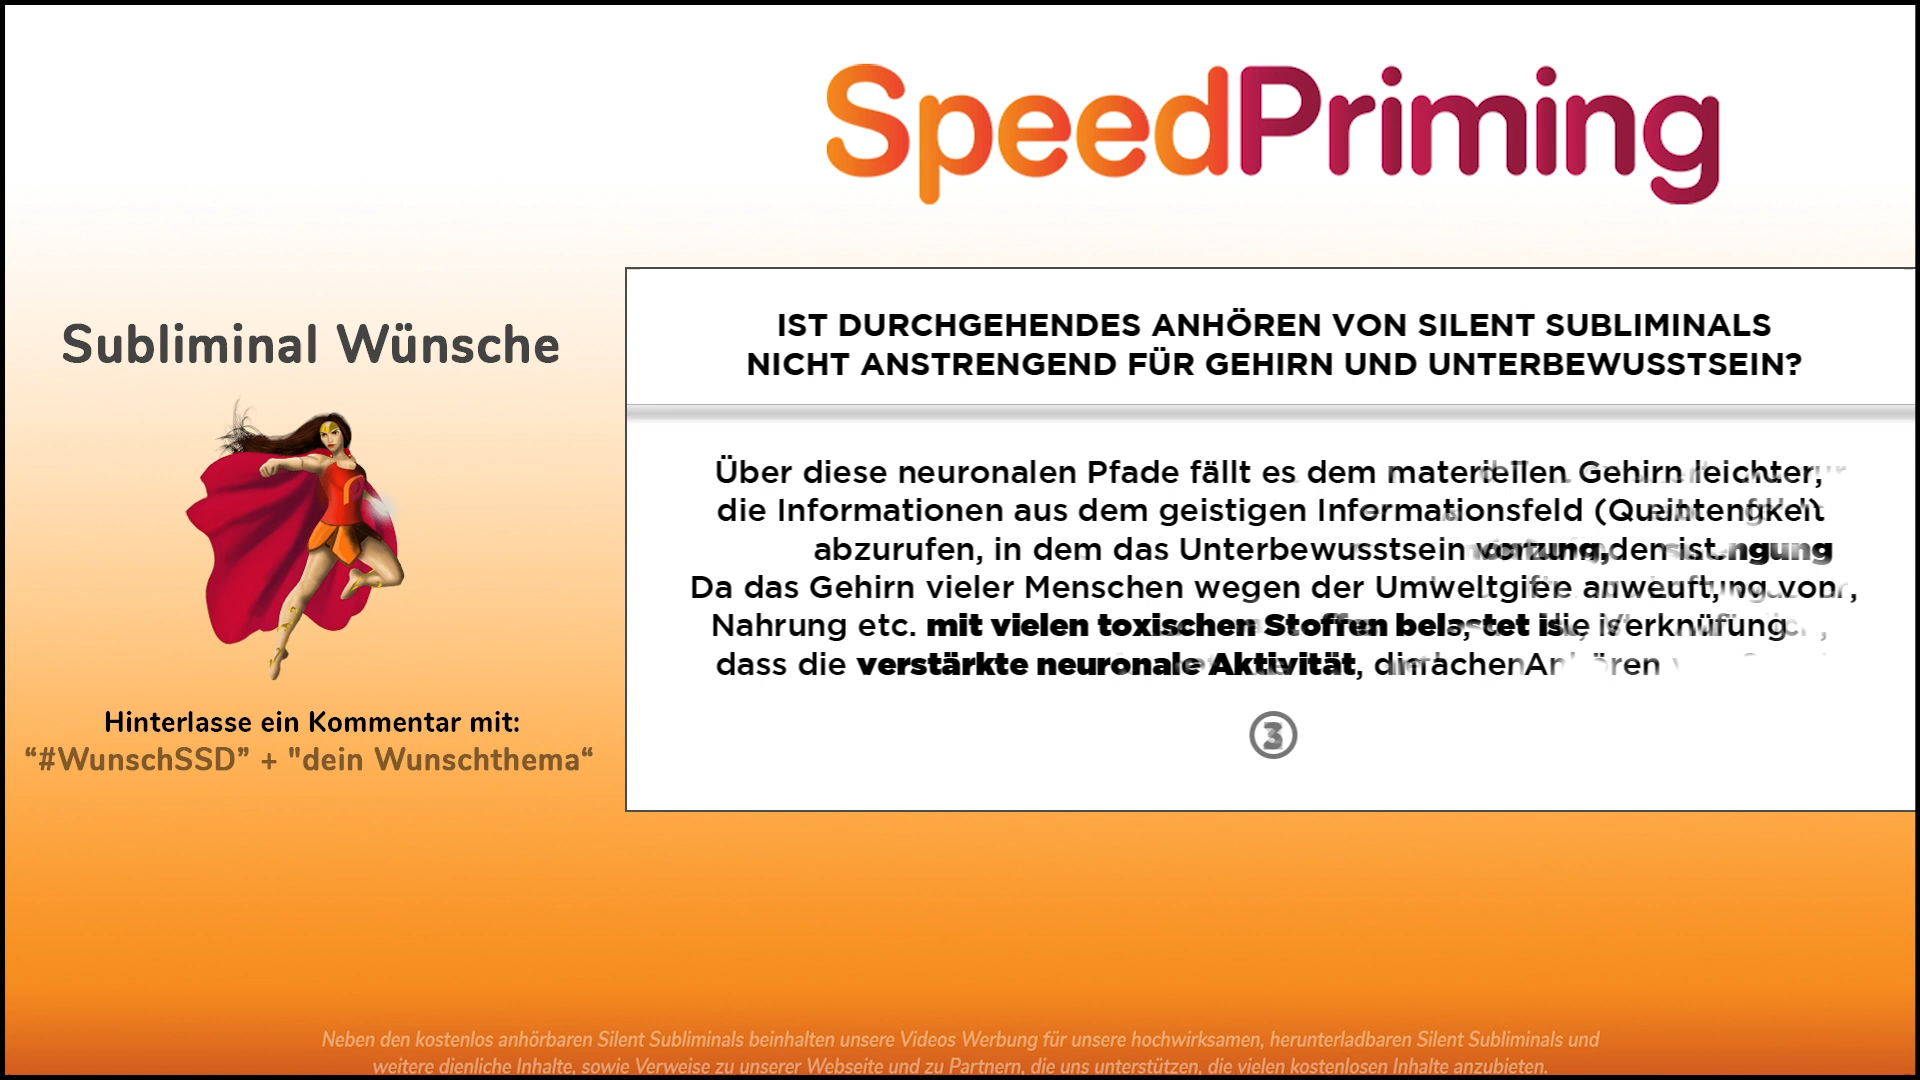 SpeedPriming
Subliminal Wünsche
Hinterlasse ein Kommentar mit:
“#WunschSSD” + "dein Wunschthema“
IST DURCHGEHENDES ANHÖREN VON SILENT SUBLIMINALS
NICHT ANSTRENGEND FÜR GEHIRN UND UNTERBEWUSSTSEIN?
Über diese neuronalen Pfade fällt es dem materiellen Gehirn leichter,
die Informationen aus dem geistigen Informationsfeld
abzurufen, in dem das Unterbewusstsein
Da das Gehirn vieler Menschen wegen der Umweltgifte
Nahrung etc. mit vielen toxischen Stoffen belastet
dass die verstärkte neuronale Aktivität,
3
Neben den kostenlos anhörbaren Silent Subliminals beinhalten unsere Videos Werbung für unsere hochwirksamen, herunterladbaren Silent Subliminals und
weitere dienliche Inhalte, sowie Verweise zu unserer Webseite und zu Partnern, die uns unterstützen, die vielen kostenlosen Inhalte anzubieten.